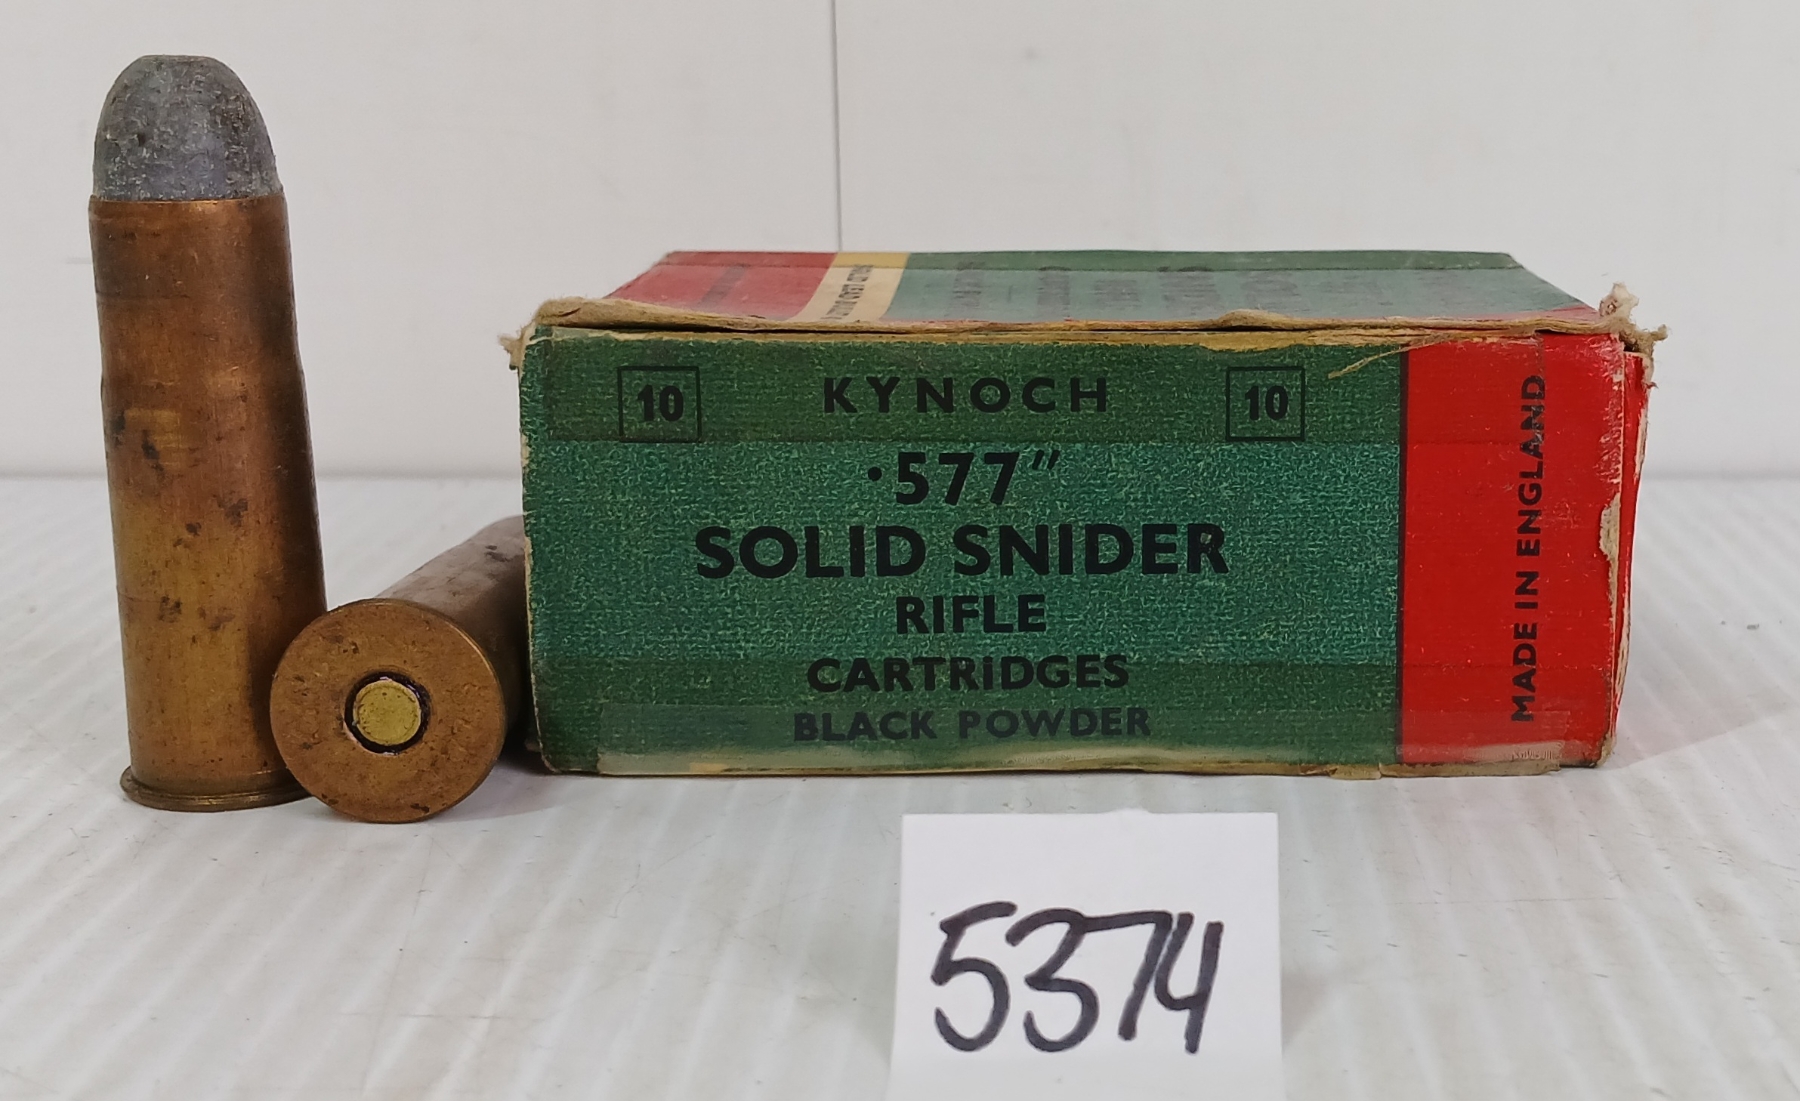 10 KYNOCH 10
·577"
SOLID SNIDER
RIFLE
CARTRIDGES
BLACK POWDER
MADE IN ENGLAND
5374